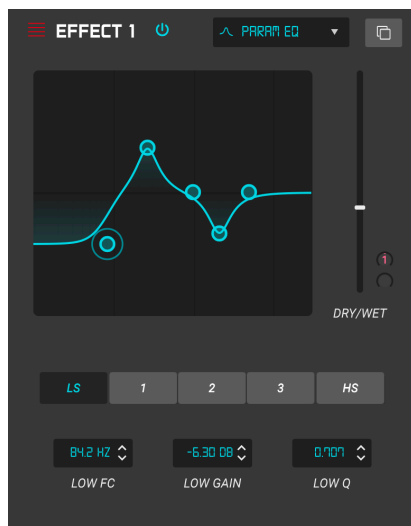 EFFECT 1
PARAM EQ
1
DRY/WET
LS 1 2 3 HS
84.2 HZ -6.30 DB 0.707
LOW FC LOW GAIN LOW Q